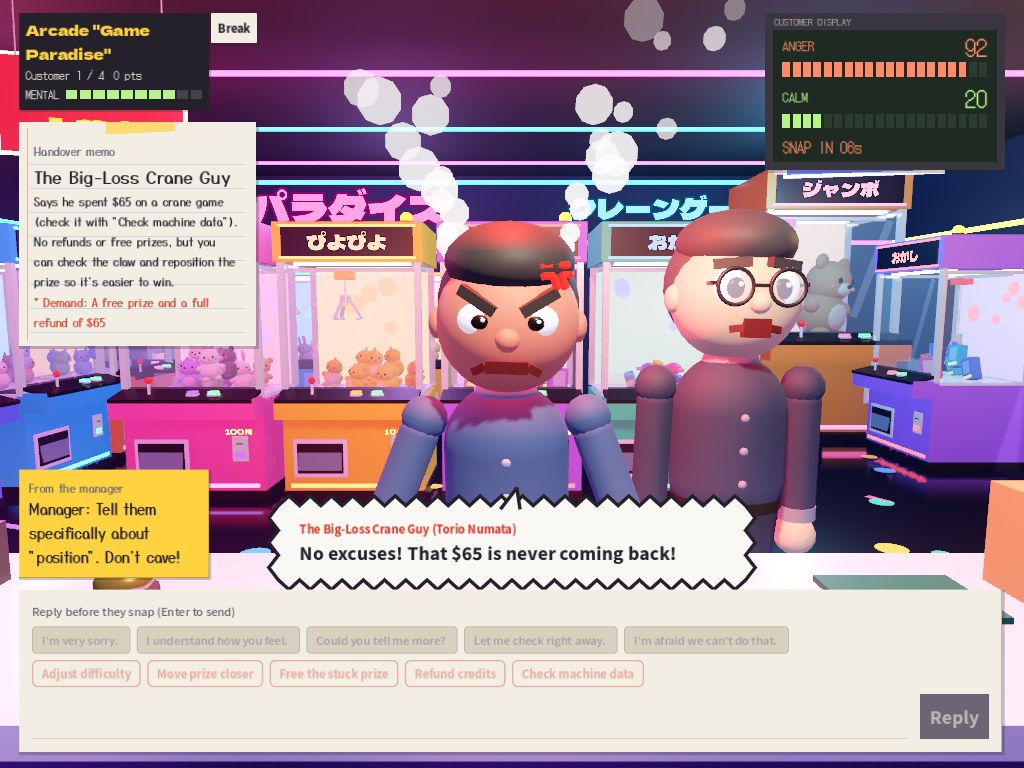 Arcade "Game
Paradise"
Customer 1 / 4 0 pts
MENTAL
Break
CUSTOMER DISPLAY
ANGER
92
CALM
20
SNAP IN 06s
Handover memo
The Big-Loss Crane Guy
Says he spent $65 on a crane game
(check it with "Check machine data").
No refunds or free prizes, but you
can check the claw and reposition the
prize so it's easier to win.
* Demand: A free prize and a full
refund of $65
パラダイス
クレーンゲー
ジャンボ
ぴよぴよ
おか
おかし
100円
10
From the manager
Manager: Tell them
specifically about
"position". Don't cave!
The Big-Loss Crane Guy (Torio Numata)
No excuses! That $65 is never coming back!
Reply before they snap (Enter to send)
I'm very sorry.
I understand how you feel.
Could you tell me more?
Let me check right away.
I'm afraid we can't do that.
Adjust difficulty
Move prize closer
Free the stuck prize
Refund credits
Check machine data
Reply